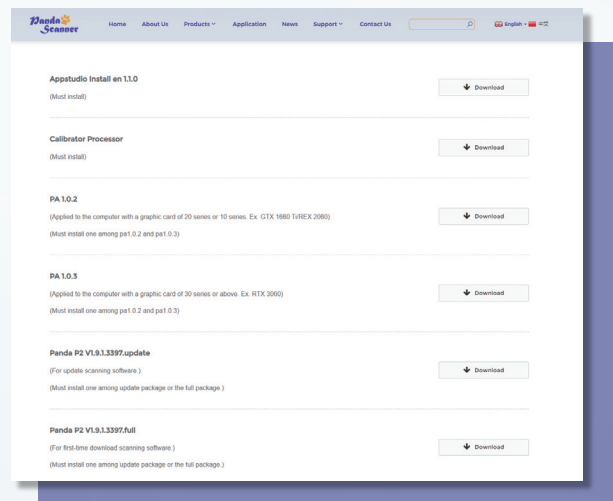 Panda Scanner
Home About Us Products Application News Support Contact Us English 中文
Appstudio Install en 1.1.0
(Must install)
Download
Calibrator Processor
(Must install)
Download
PA 1.0.2
(Applied to the computer with a graphic card of 20 series or 10 series. Ex. GTX 1660 Ti/REX 2080)
(Must install one among pa1.0.2 and pa1.0.3)
Download
PA 1.0.3
(Applied to the computer with a graphic card of 30 series or above. Ex. RTX 3060)
(Must install one among pa1.0.2 and pa1.0.3)
Download
Panda P2 V1.9.1.3397.update
(For update scanning software.)
(Must install one among update package or the full package.)
Download
Panda P2 V1.9.1.3397.full
(For first-time download scanning software.)
(Must install one among update package or the full package.)
Download